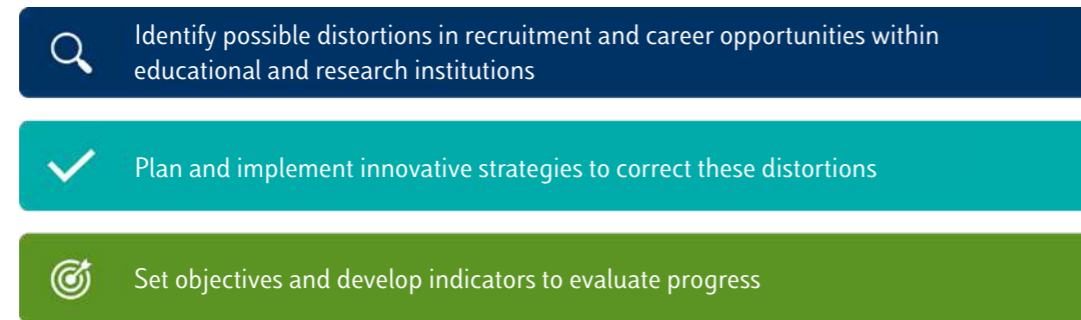 Identify possible distortions in recruitment and career opportunities within
educational and research institutions
Plan and implement innovative strategies to correct these distortions
Set objectives and develop indicators to evaluate progress